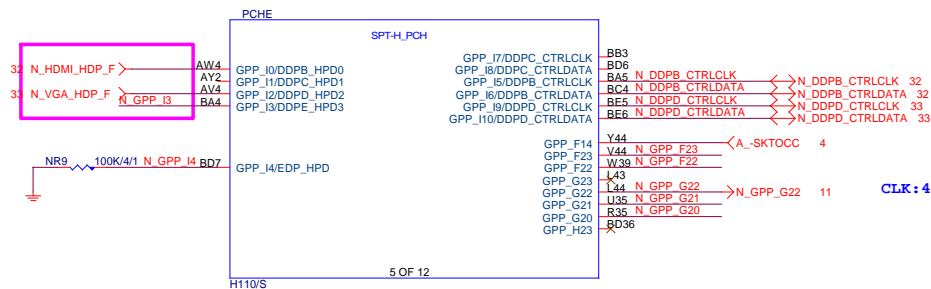 PCHE
SPT-H_PCH
32 N_HDMI_HDP_F AW4 GPP_I0/DDPB_HPD0
AY2 GPP_I1/DDPC_HPD1
33 N_VGA_HDP_F AV4 GPP_I2/DDPD_HPD2
N_GPP_I3 BA4 GPP_I3/DDPE_HPD3
NR9 100K/4/1 N_GPP_I4 BD7 GPP_I4/EDP_HPD
GPP_I7/DDPC_CTRLCLK BB3
GPP_I8/DDPC_CTRLDATA BD6
GPP_I5/DDPB_CTRLCLK BA5 N_DDPB_CTRLCLK N_DDPB_CTRLCLK 32
GPP_I6/DDPB_CTRLDATA BC4 N_DDPB_CTRLDATA N_DDPB_CTRLDATA 32
GPP_I9/DDPD_CTRLCLK BE5 N_DDPD_CTRLCLK N_DDPD_CTRLCLK 33
GPP_I10/DDPD_CTRLDATA BE6 N_DDPD_CTRLDATA N_DDPD_CTRLDATA 33
GPP_F14 Y44 A_-SKTOCC 4
GPP_F23 V44 N_GPP_F23
GPP_F22 W39 N_GPP_F22
GPP_G23 L43
GPP_G22 L44 N_GPP_G22 N_GPP_G22 11
GPP_G21 U35 N_GPP_G21
GPP_G20 R35 N_GPP_G20
GPP_H23 BD36
CLK:4
5 OF 12
H110/S